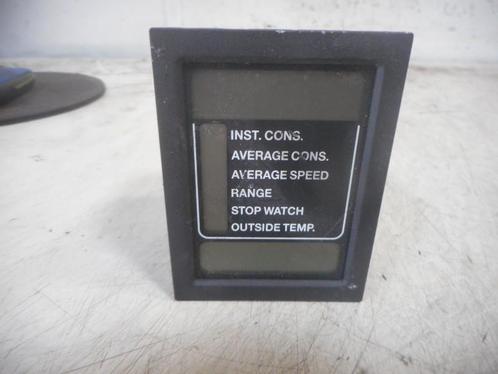 INST. CONS.
AVERAGE CONS.
AVERAGE SPEED
RANGE
STOP WATCH
OUTSIDE TEMP.